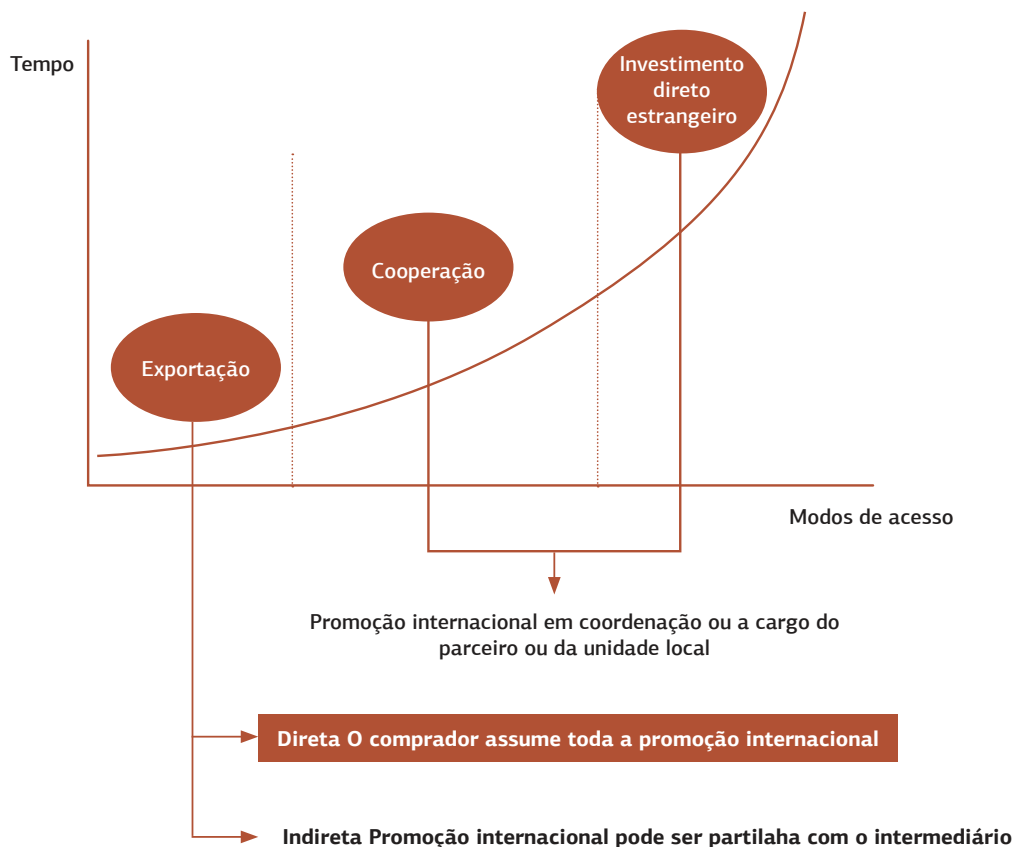 Tempo
Investimento
direto
estrangeiro
Cooperação
Exportação
Modos de acesso
Promoção internacional em coordenação ou a cargo do
parceiro ou da unidade local
Direta O comprador assume toda a promoção internacional
Indireta Promoção internacional pode ser partilaha com o intermediário